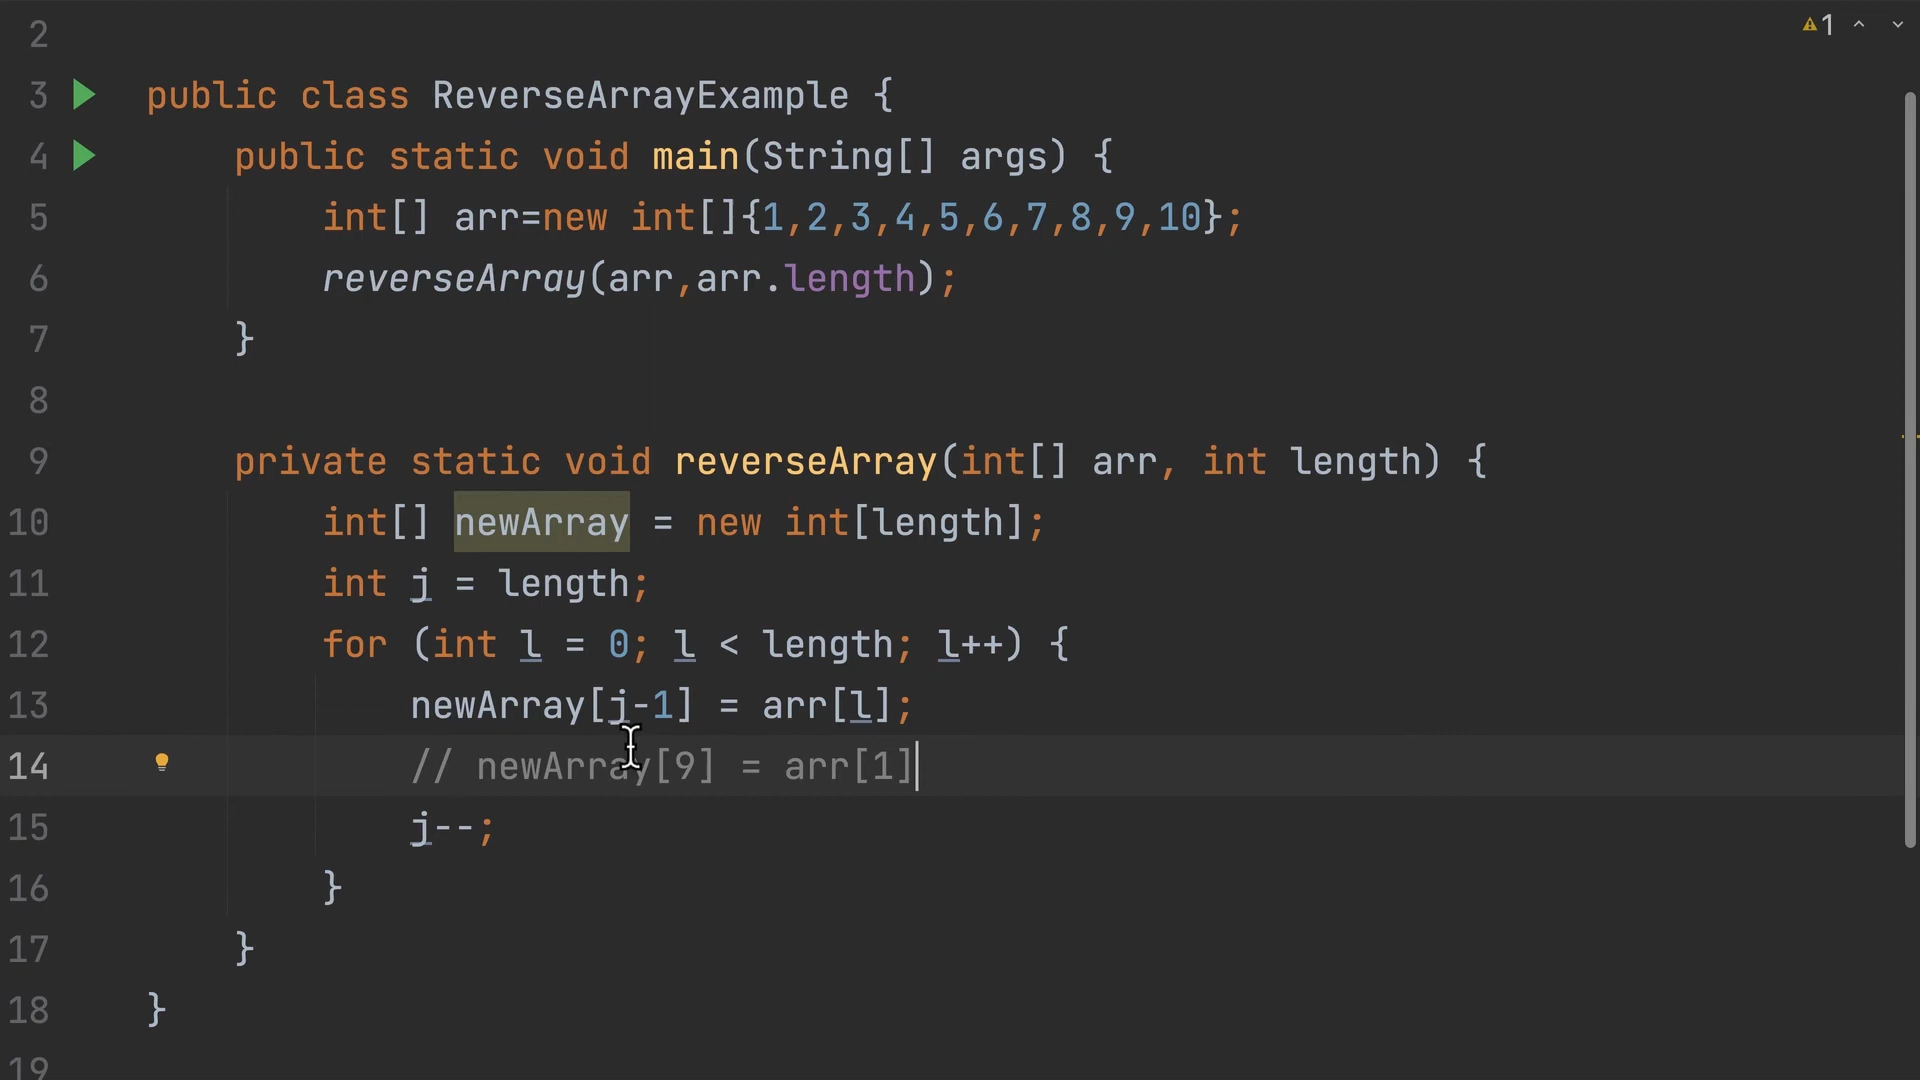 2
1
3 public class ReverseArrayExample {
4 public static void main(String[] args) {
5 int[] arr=new int[]{1,2,3,4,5,6,7,8,9,10};
6 reverseArray(arr,arr.length);
7 }
8
9 private static void reverseArray(int[] arr, int length) {
10 int[] newArray = new int[length];
11 int j = length;
12 for (int l = 0; l < length; l++) {
13 newArray[j-1] = arr[l];
14 // newArray[9] = arr[1]
15 j--;
16 }
17 }
18 }
19